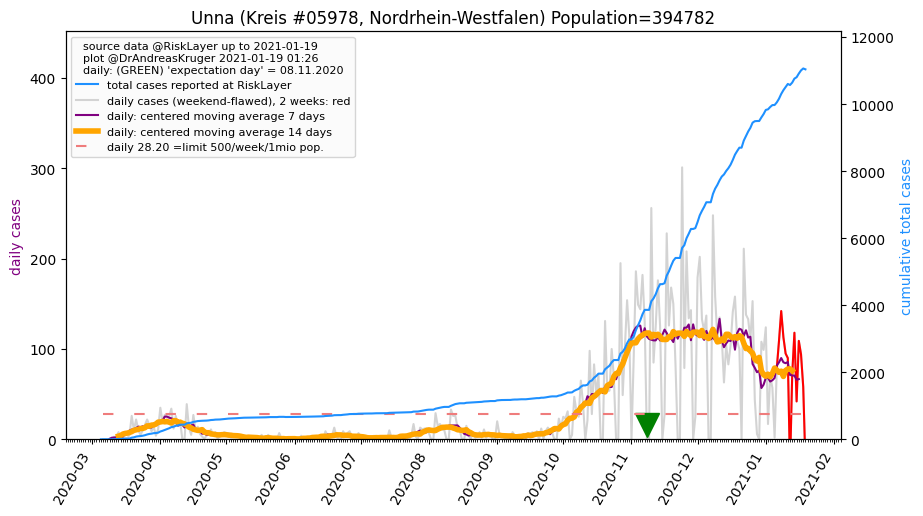 Unna (Kreis #05978, Nordrhein-Westfalen) Population=394782
source data @RiskLayer up to 2021-01-19
plot @DrAndreasKruger 2021-01-19 01:26
daily: (GREEN) 'expectation day' = 08.11.2020
total cases reported at RiskLayer
daily cases (weekend-flawed), 2 weeks: red
daily: centered moving average 7 days
daily: centered moving average 14 days
daily 28.20 =limit 500/week/1mio pop.
daily cases
400
300
200
100
0
12000
10000
8000
6000
4000
2000
0
cumulative total cases
2020-03
2020-04
2020-05
2020-06
2020-07
2020-08
2020-09
2020-10
2020-11
2020-12
2021-01
2021-02